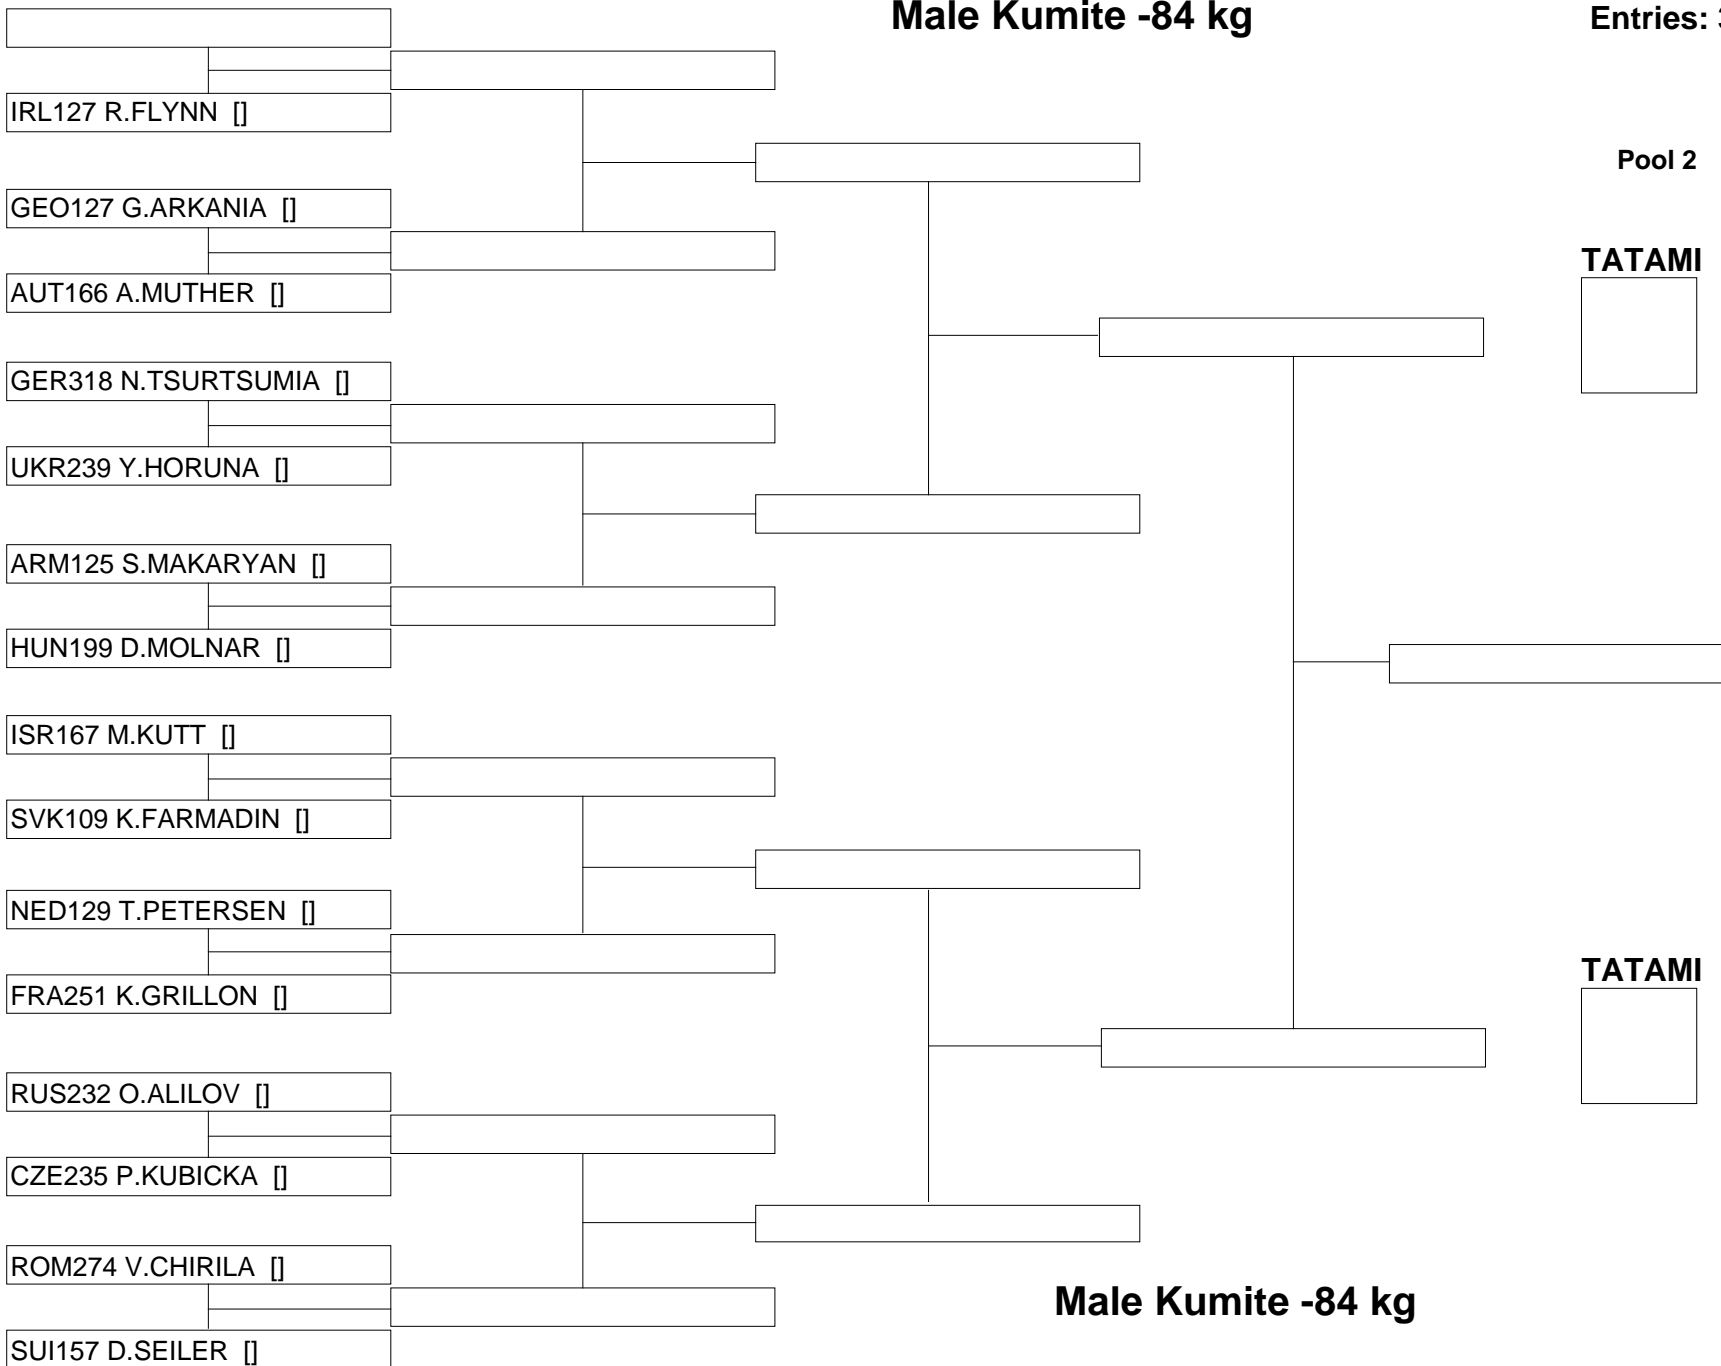 Male Kumite -84 kg
Entries:
IRL127 R.FLYNN []
Pool 2
GEO127 G.ARKANIA []
TATAMI
AUT166 A.MUTHER []
GER318 N.TSURTSUMIA []
UKR239 Y.HORUNA []
ARM125 S.MAKARYAN []
HUN199 D.MOLNAR []
ISR167 M.KUTT []
SVK109 K.FARMADIN []
NED129 T.PETERSEN []
TATAMI
FRA251 K.GRILLON []
RUS232 O.ALILOV []
CZE235 P.KUBICKA []
ROM274 V.CHIRILA []
Male Kumite -84 kg
SUI157 D.SEILER []